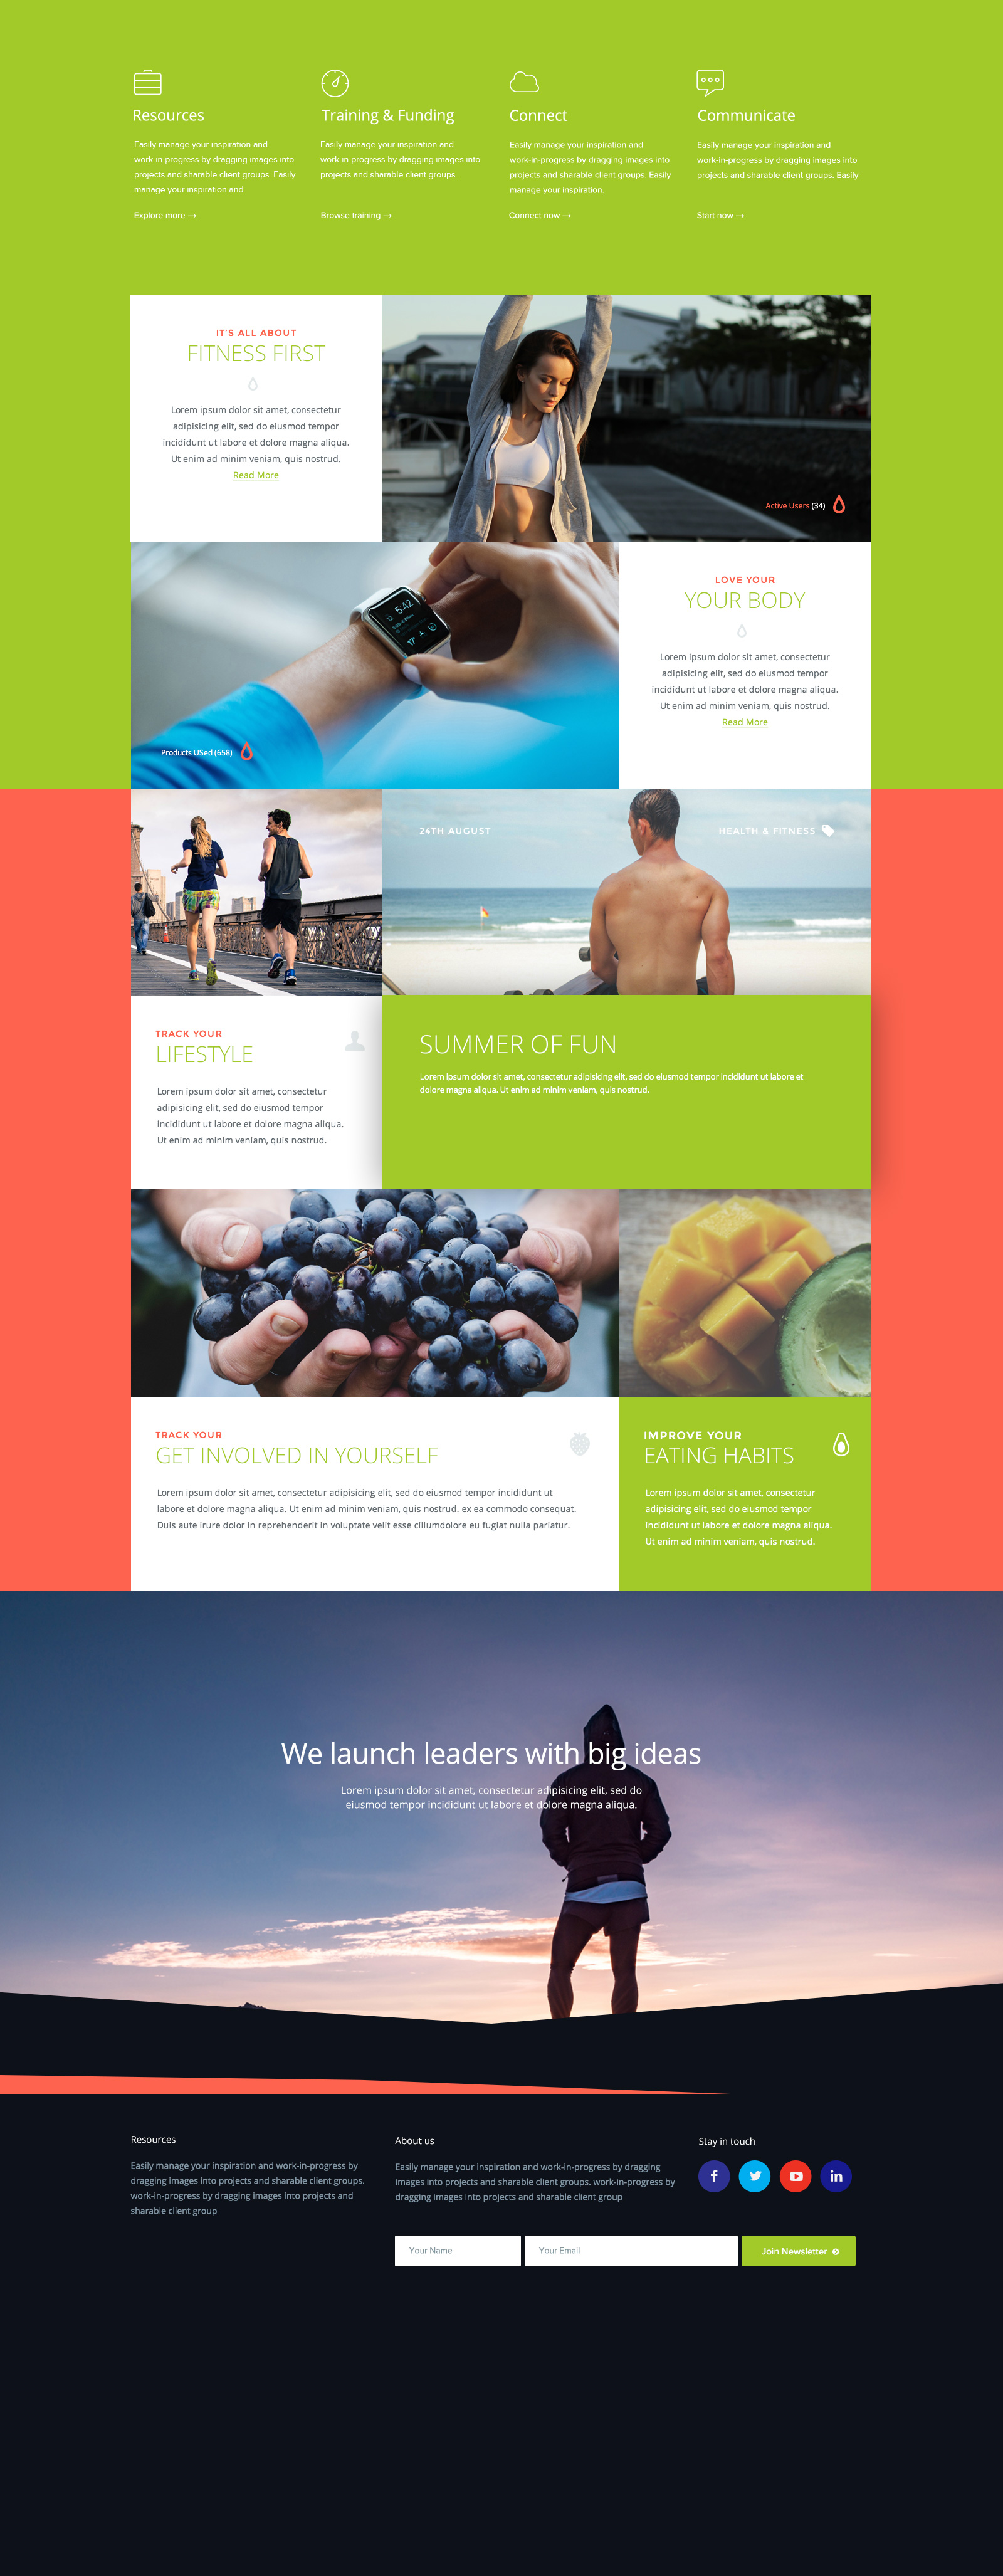 Resources
Easily manage your inspiration and
work-in-progress by dragging images into
projects and sharable client groups. Easily
manage your inspiration and
Explore more →
Training & Funding
Easily manage your inspiration and
work-in-progress by dragging images into
projects and sharable client groups.
Browse training →
Connect
Easily manage your inspiration and
work-in-progress by dragging images into
projects and sharable client groups. Easily
manage your inspiration.
Connect now →
Communicate
Easily manage your inspiration and
work-in-progress by dragging images into
projects and sharable client groups. Easily
Start now →
IT'S ALL ABOUT
FITNESS FIRST
Lorem ipsum dolor sit amet, consectetur
adipisicing elit, sed do eiusmod tempor
incididunt ut labore et dolore magna aliqua.
Ut enim ad minim veniam, quis nostrud.
Read More
Active Users (34)
5:42
Products USed (658)
LOVE YOUR
YOUR BODY
Lorem ipsum dolor sit amet, consectetur
adipisicing elit, sed do eiusmod tempor
incididunt ut labore et dolore magna aliqua.
Ut enim ad minim veniam, quis nostrud.
Read More
24TH AUGUST
HEALTH & FITNESS
TRACK YOUR
LIFESTYLE
Lorem ipsum dolor sit amet, consectetur
adipisicing elit, sed do eiusmod tempor
incididunt ut labore et dolore magna aliqua.
Ut enim ad minim veniam, quis nostrud.
SUMMER OF FUN
Lorem ipsum dolor sit amet, consectetur adipisicing elit, sed do eiusmod tempor incididunt ut labore et
dolore magna aliqua. Ut enim ad minim veniam, quis nostrud.
TRACK YOUR
GET INVOLVED IN YOURSELF
Lorem ipsum dolor sit amet, consectetur adipisicing elit, sed do eiusmod tempor incididunt ut
labore et dolore magna aliqua. Ut enim ad minim veniam, quis nostrud. ex ea commodo consequat.
Duis aute irure dolor in reprehenderit in voluptate velit esse cillumdolore eu fugiat nulla pariatur.
IMPROVE YOUR
EATING HABITS
Lorem ipsum dolor sit amet, consectetur
adipisicing elit, sed do eiusmod tempor
incididunt ut labore et dolore magna aliqua.
Ut enim ad minim veniam, quis nostrud.
We launch leaders with big ideas
Lorem ipsum dolor sit amet, consectetur adipisicing elit, sed do
eiusmod tempor incididunt ut labore et dolore magna aliqua.
Resources
Easily manage your inspiration and work-in-progress by
dragging images into projects and sharable client groups.
work-in-progress by dragging images into projects and
sharable client group
About us
Easily manage your inspiration and work-in-progress by dragging
images into projects and sharable client groups. work-in-progress by
dragging images into projects and sharable client group
Stay in touch
Your Name
Your Email
Join Newsletter